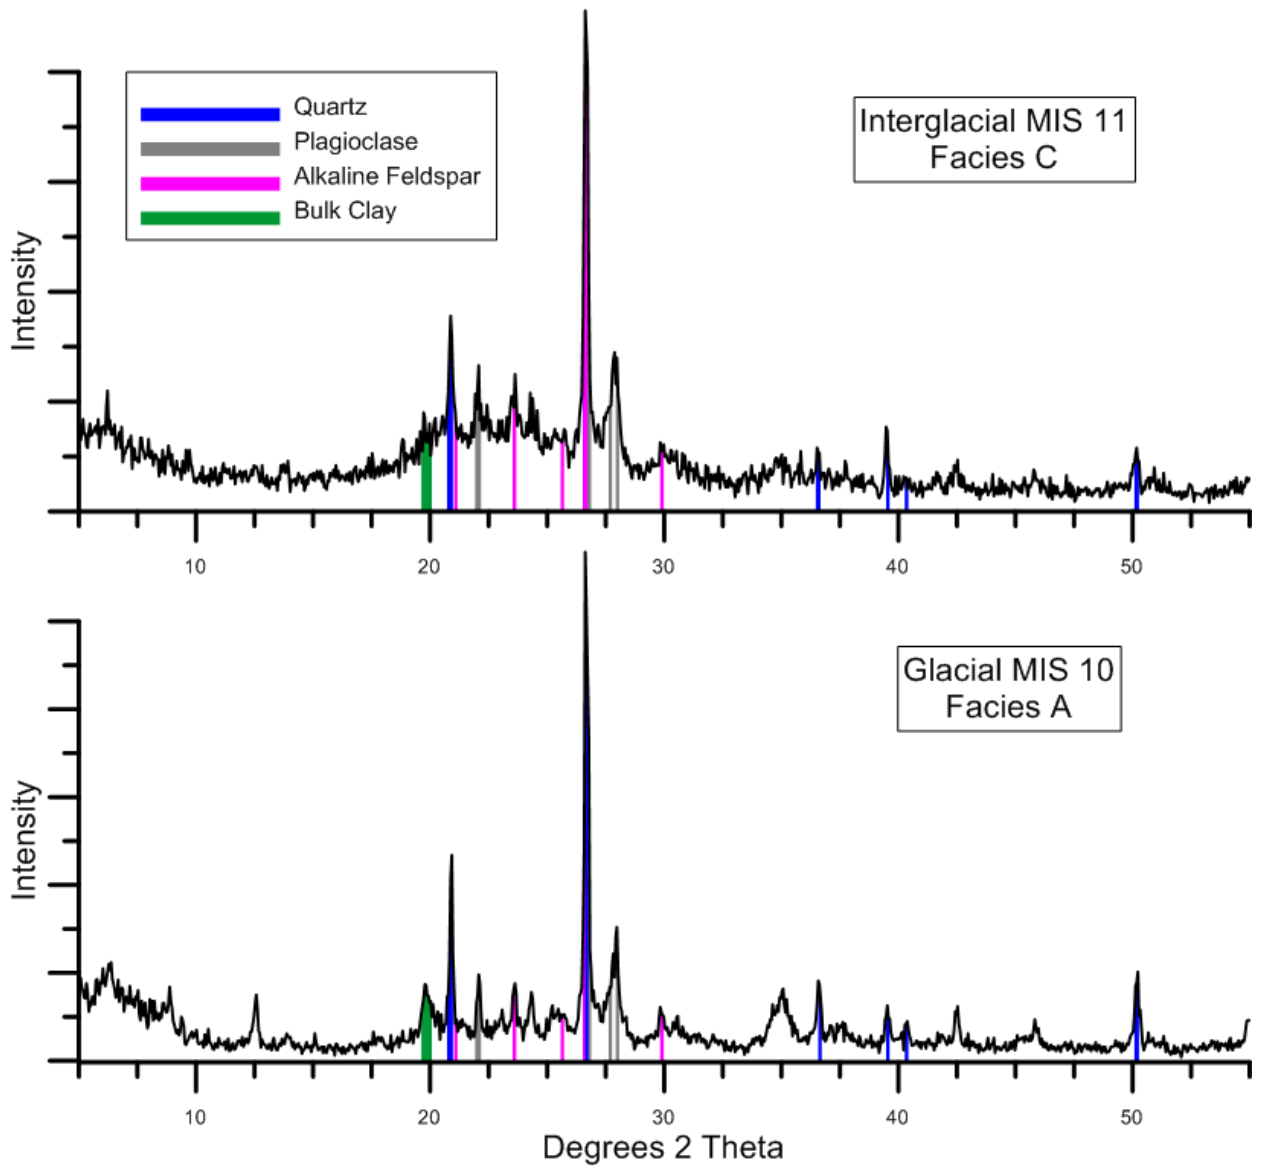 Quartz
Plagioclase
Alkaline Feldspar
Bulk Clay
Interglacial MIS 11
Facies C
Intensity
10 20 30 40 50
Glacial MIS 10
Facies A
Intensity
10 20 30 40 50
Degrees 2 Theta